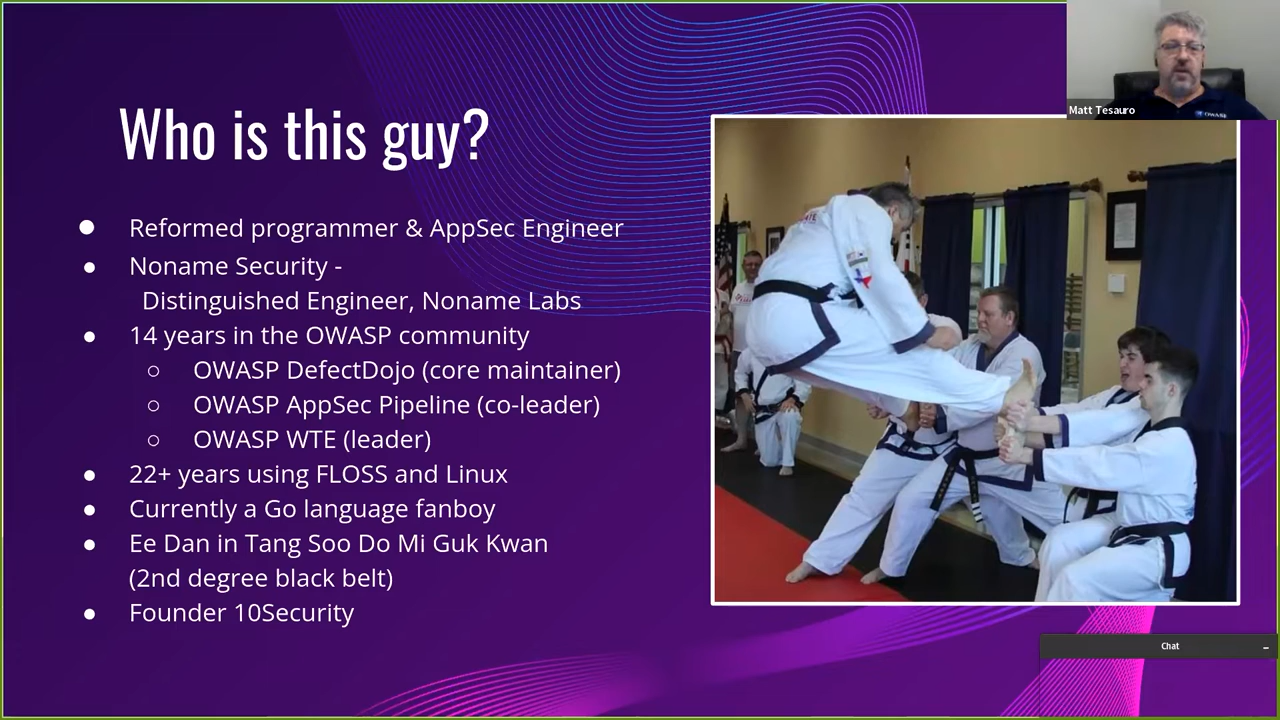 Matt Tesauro
OWASP
Who is this guy?
● Reformed programmer & AppSec Engineer
● Noname Security -
Distinguished Engineer, Noname Labs
● 14 years in the OWASP community
○ OWASP DefectDojo (core maintainer)
○ OWASP AppSec Pipeline (co-leader)
○ OWASP WTE (leader)
● 22+ years using FLOSS and Linux
● Currently a Go language fanboy
● Ee Dan in Tang Soo Do Mi Guk Kwan
(2nd degree black belt)
● Founder 10Security
Chat